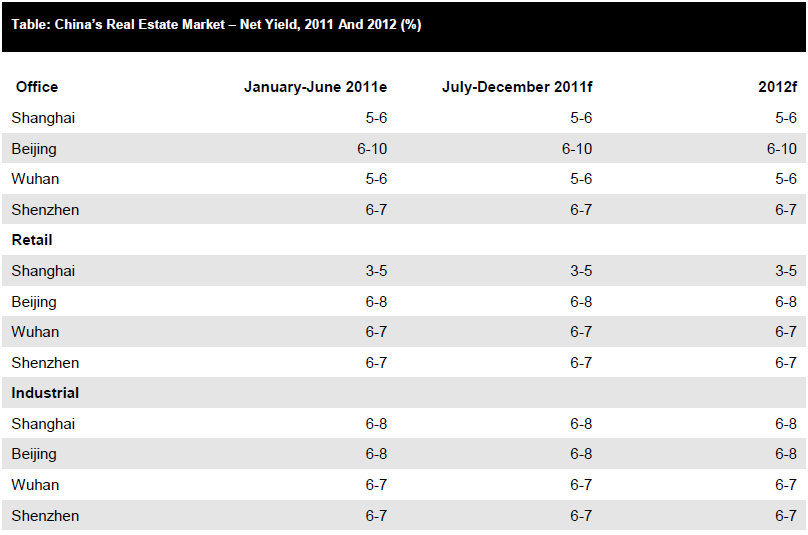 Table: China's Real Estate Market – Net Yield, 2011 And 2012 (%)
Office January-June 2011e July-December 2011f 2012f
Shanghai 5-6 5-6 5-6
Beijing 6-10 6-10 6-10
Wuhan 5-6 5-6 5-6
Shenzhen 6-7 6-7 6-7
Retail
Shanghai 3-5 3-5 3-5
Beijing 6-8 6-8 6-8
Wuhan 6-7 6-7 6-7
Shenzhen 6-7 6-7 6-7
Industrial
Shanghai 6-8 6-8 6-8
Beijing 6-8 6-8 6-8
Wuhan 6-7 6-7 6-7
Shenzhen 6-7 6-7 6-7